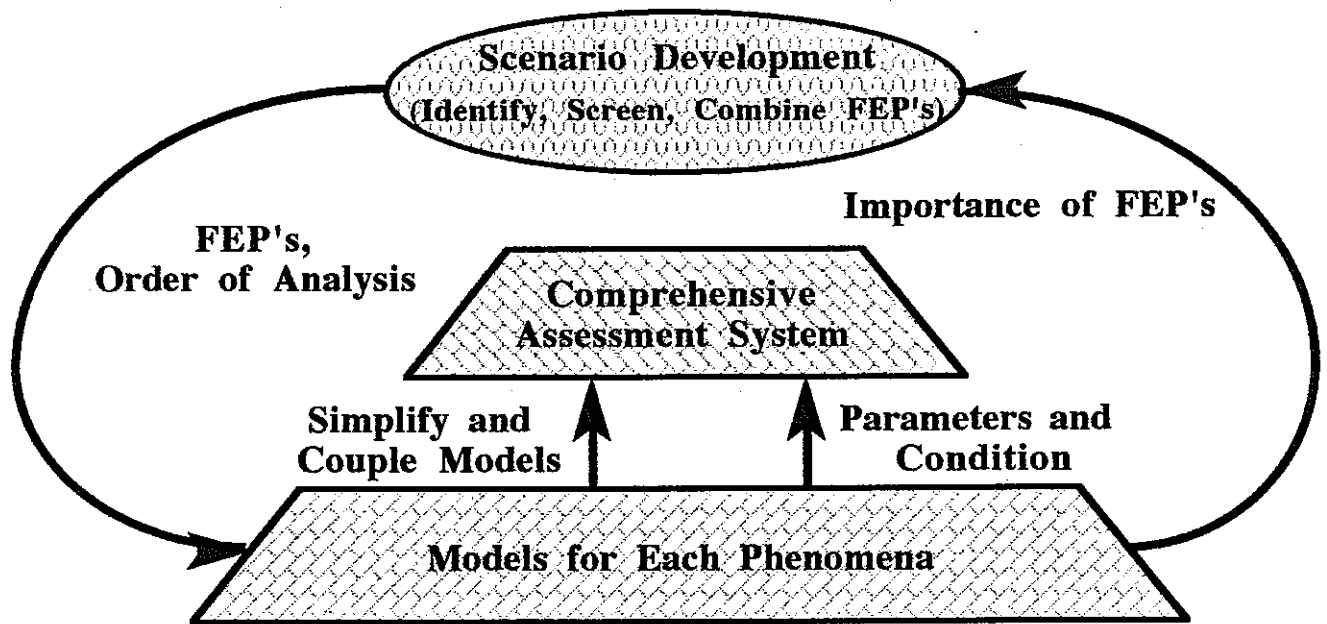 Scenario Development
(Identify, Screen, Combine FEP's)
Importance of FEP's
FEP's,
Order of Analysis
Comprehensive
Assessment System
Simplify and
Couple Models
Parameters and
Condition
Models for Each Phenomena